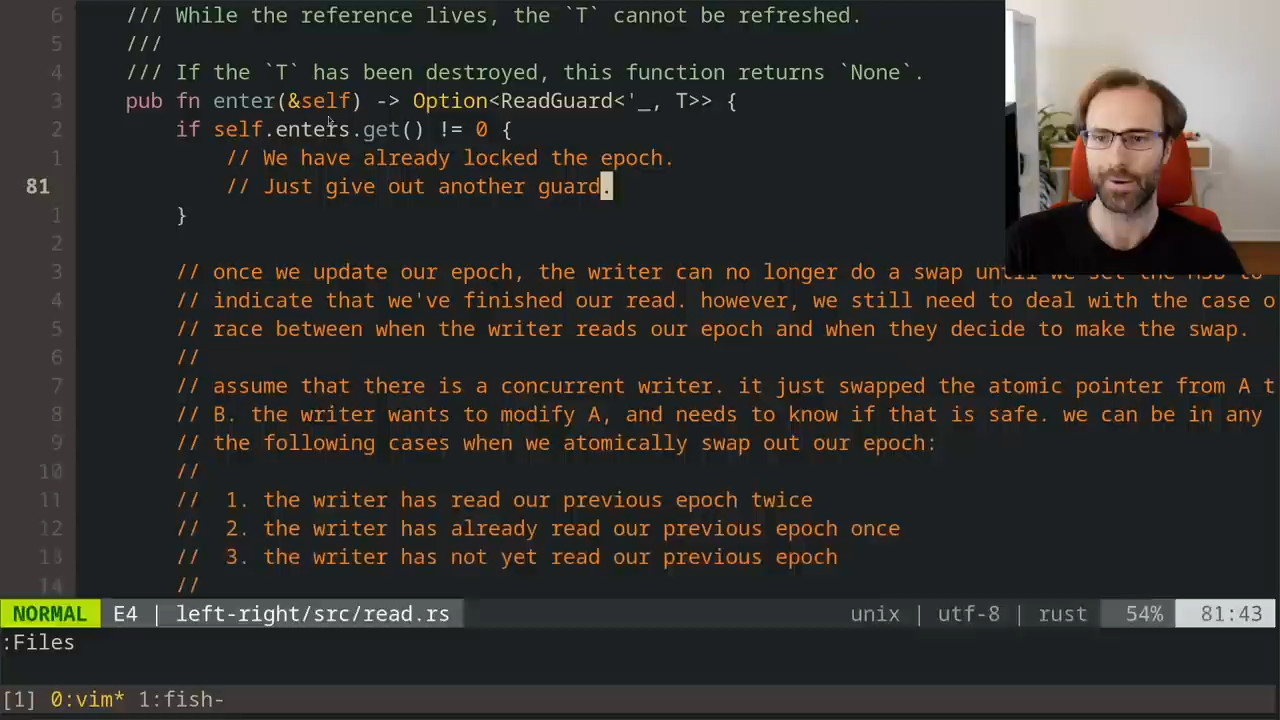 6 /// While the reference lives, the `T` cannot be refreshed.
5 ///
4 /// If the `T` has been destroyed, this function returns `None`.
3 pub fn enter(&self) -> Option<ReadGuard<'_, T>> {
2 if self.enters.get() != 0 {
1 // We have already locked the epoch.
81 // Just give out another guard.
1 }
2
3 // once we update our epoch, the writer can no longer do a swap until we set the MSB to
4 // indicate that we've finished our read. however, we still need to deal with the case o
5 // race between when the writer reads our epoch and when they decide to make the swap.
6 //
7 // assume that there is a concurrent writer. it just swapped the atomic pointer from A t
8 // B. the writer wants to modify A, and needs to know if that is safe. we can be in any
9 // the following cases when we atomically swap out our epoch:
10 //
11 // 1. the writer has read our previous epoch twice
12 // 2. the writer has already read our previous epoch once
13 // 3. the writer has not yet read our previous epoch
14 //
NORMAL E4 | left-right/src/read.rs unix | utf-8 | rust 54% 81:43
:Files
[1] 0:vim* 1:fish-